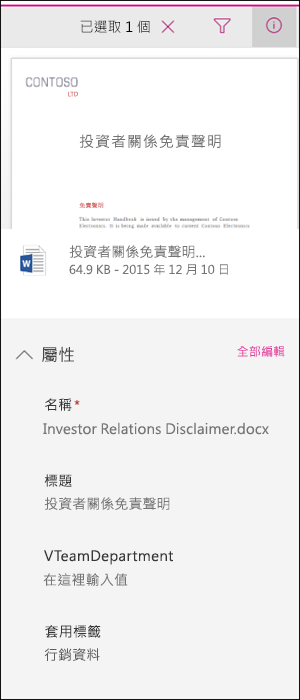 已選取 1 個
CONTOSO
LTD
投資者關係免責聲明
免責聲明
This Investor Handbook is issued by the management of Contoso
Electronics. It is being made available to current Contoso Electronics
投資者關係免責聲明...
64.9 KB - 2015 年 12 月 10 日
屬性
全部編輯
名稱*
Investor Relations Disclaimer.docx
標題
投資者關係免責聲明
VTeamDepartment
在這裡輸入值
套用標籤
行銷資料